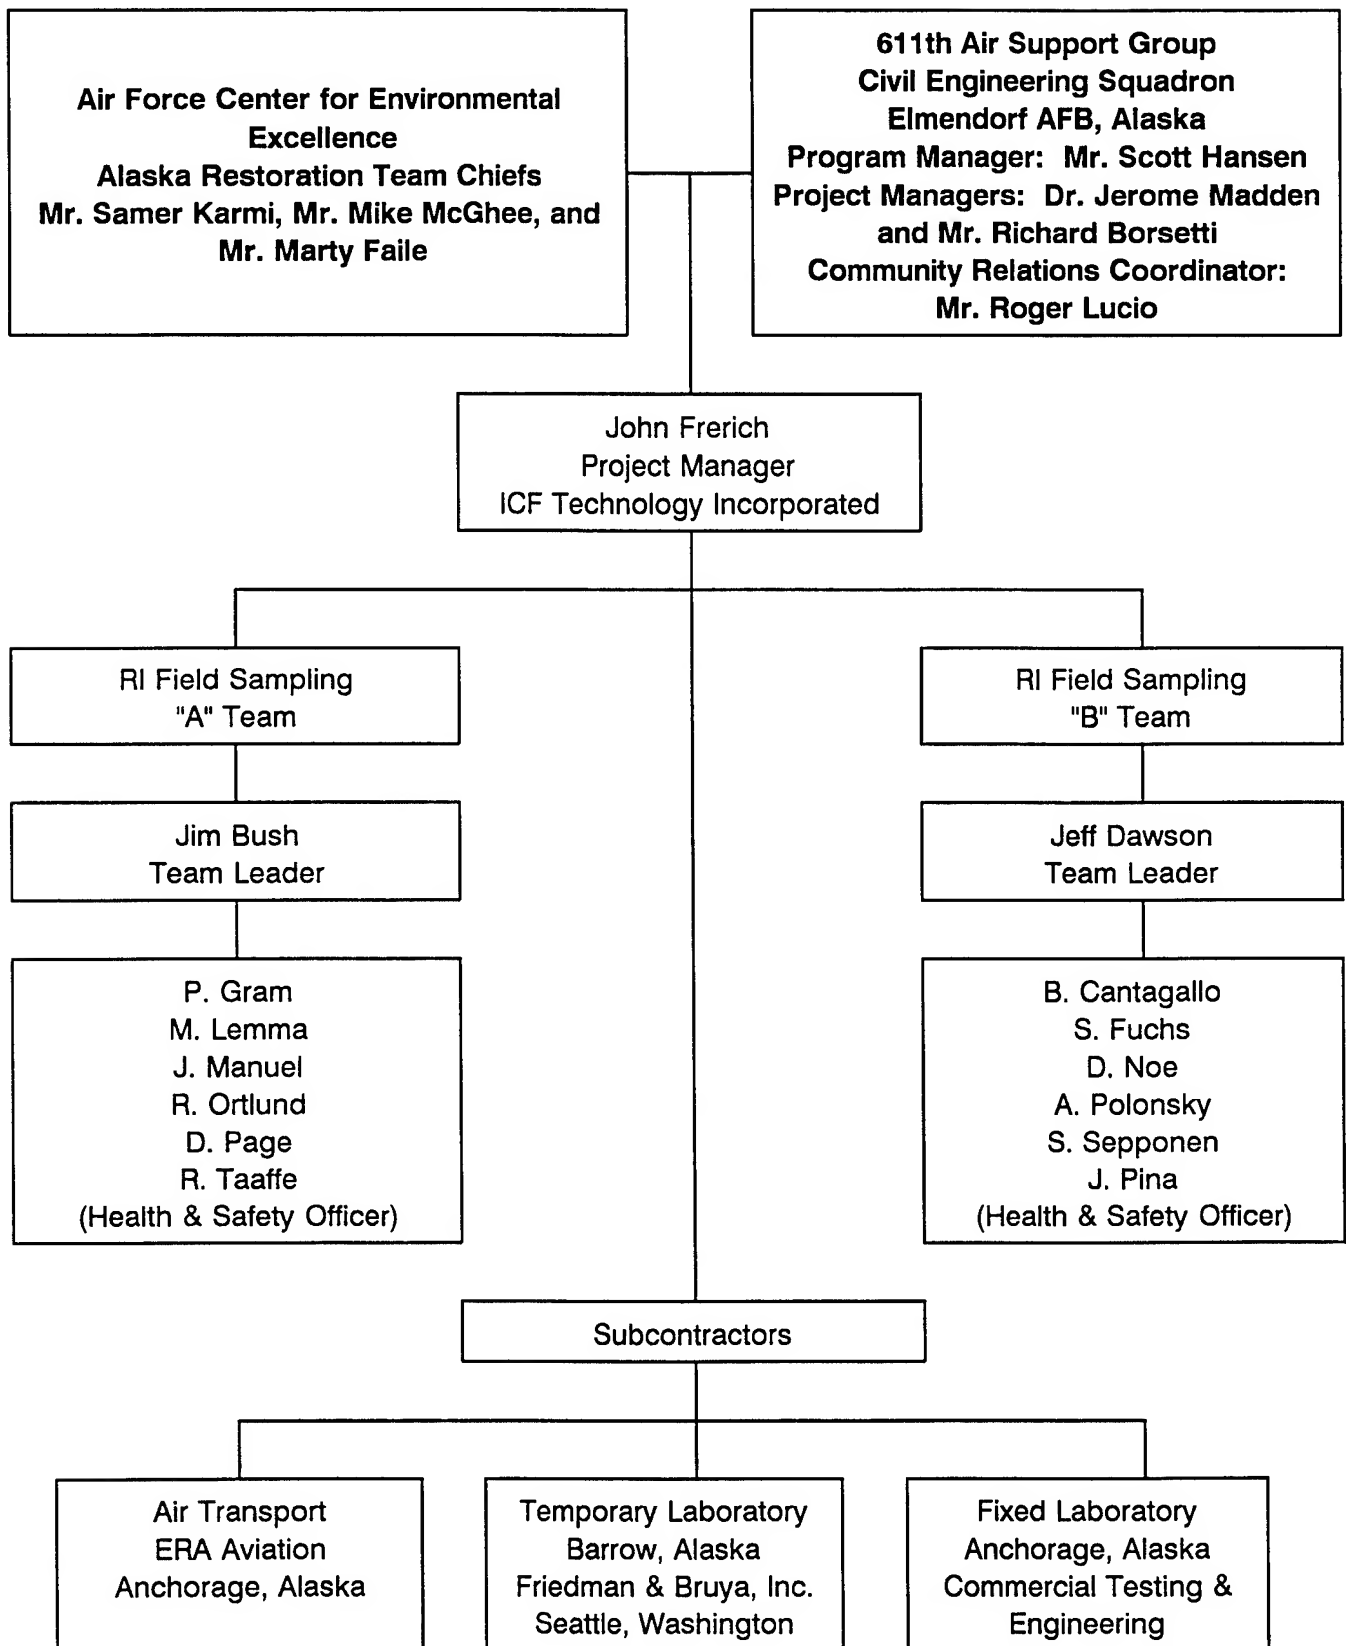 Air Force Center for Environmental
Excellence
Alaska Restoration Team Chiefs
Mr. Samer Karmi, Mr. Mike McGhee, and
Mr. Marty Faile
611th Air Support Group
Civil Engineering Squadron
Elmendorf AFB, Alaska
Program Manager: Mr. Scott Hansen
Project Managers: Dr. Jerome Madden
and Mr. Richard Borsetti
Community Relations Coordinator:
Mr. Roger Lucio
John Frerich
Project Manager
ICF Technology Incorporated
RI Field Sampling
"A" Team
Jim Bush
Team Leader
P. Gram
M. Lemma
J. Manuel
R. Ortlund
D. Page
R. Taaffe
(Health & Safety Officer)
RI Field Sampling
"B" Team
Jeff Dawson
Team Leader
B. Cantagallo
S. Fuchs
D. Noe
A. Polonsky
S. Sepponen
J. Pina
(Health & Safety Officer)
Subcontractors
Air Transport
ERA Aviation
Anchorage, Alaska
Temporary Laboratory
Barrow, Alaska
Friedman & Bruya, Inc.
Seattle, Washington
Fixed Laboratory
Anchorage, Alaska
Commercial Testing &
Engineering